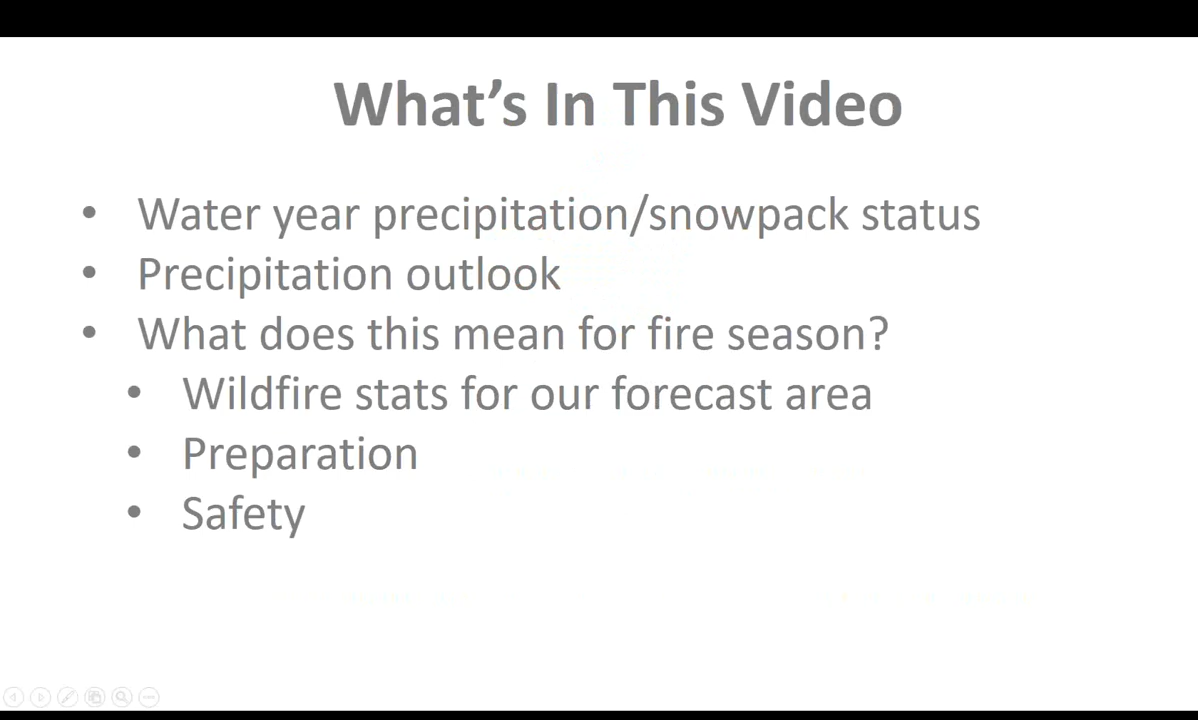 What's In This Video
• Water year precipitation/snowpack status
• Precipitation outlook
• What does this mean for fire season?
• Wildfire stats for our forecast area
• Preparation
• Safety